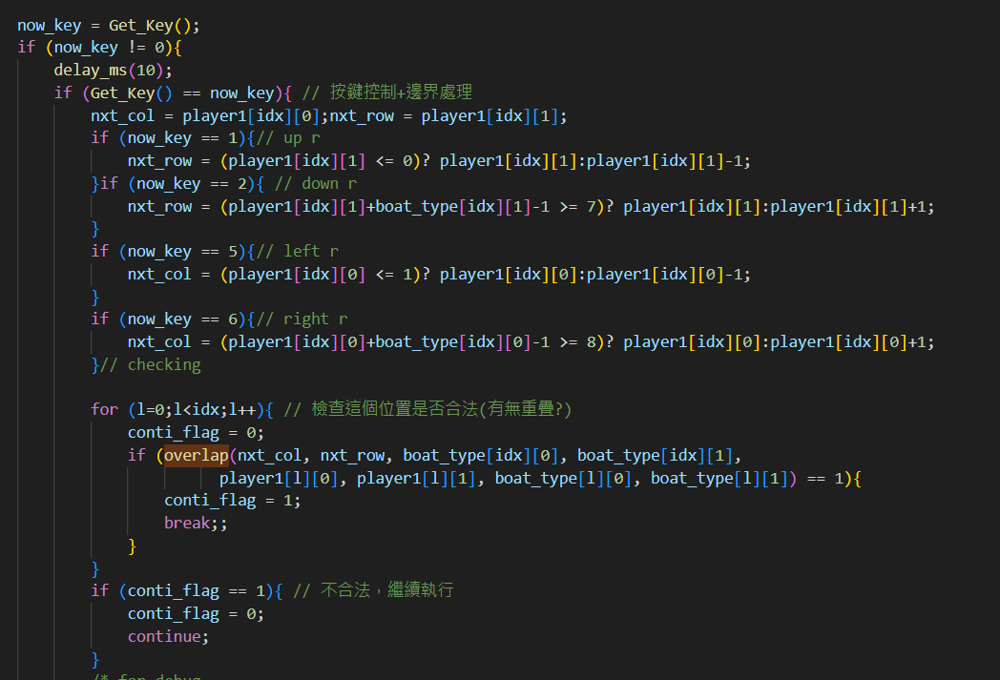 now_key = Get_Key();
if (now_key != 0){
    delay_ms(10);
    if (Get_Key() == now_key){ // 按鍵控制+邊界處理
        nxt_col = player1[idx][0];nxt_row = player1[idx][1];
        if (now_key == 1){// up r
            nxt_row = (player1[idx][1] <= 0)? player1[idx][1]:player1[idx][1]-1;
        }if (now_key == 2){ // down r
            nxt_row = (player1[idx][1]+boat_type[idx][1]-1 >= 7)? player1[idx][1]:player1[idx][1]+1;
        }
        if (now_key == 5){// left r
            nxt_col = (player1[idx][0] <= 1)? player1[idx][0]:player1[idx][0]-1;
        }
        if (now_key == 6){// right r
            nxt_col = (player1[idx][0]+boat_type[idx][0]-1 >= 8)? player1[idx][0]:player1[idx][0]+1;
        }// checking

        for (l=0;l<idx;l++){ // 檢查這個位置是否合法(有無重疊?)
            conti_flag = 0;
            if (overlap(nxt_col, nxt_row, boat_type[idx][0], boat_type[idx][1],
                      player1[l][0], player1[l][1], boat_type[l][0], boat_type[l][1]) == 1){
                conti_flag = 1;
                break;;
            }
        }
        if (conti_flag == 1){ // 不合法，繼續執行
            conti_flag = 0;
            continue;
        }
        /* for debug